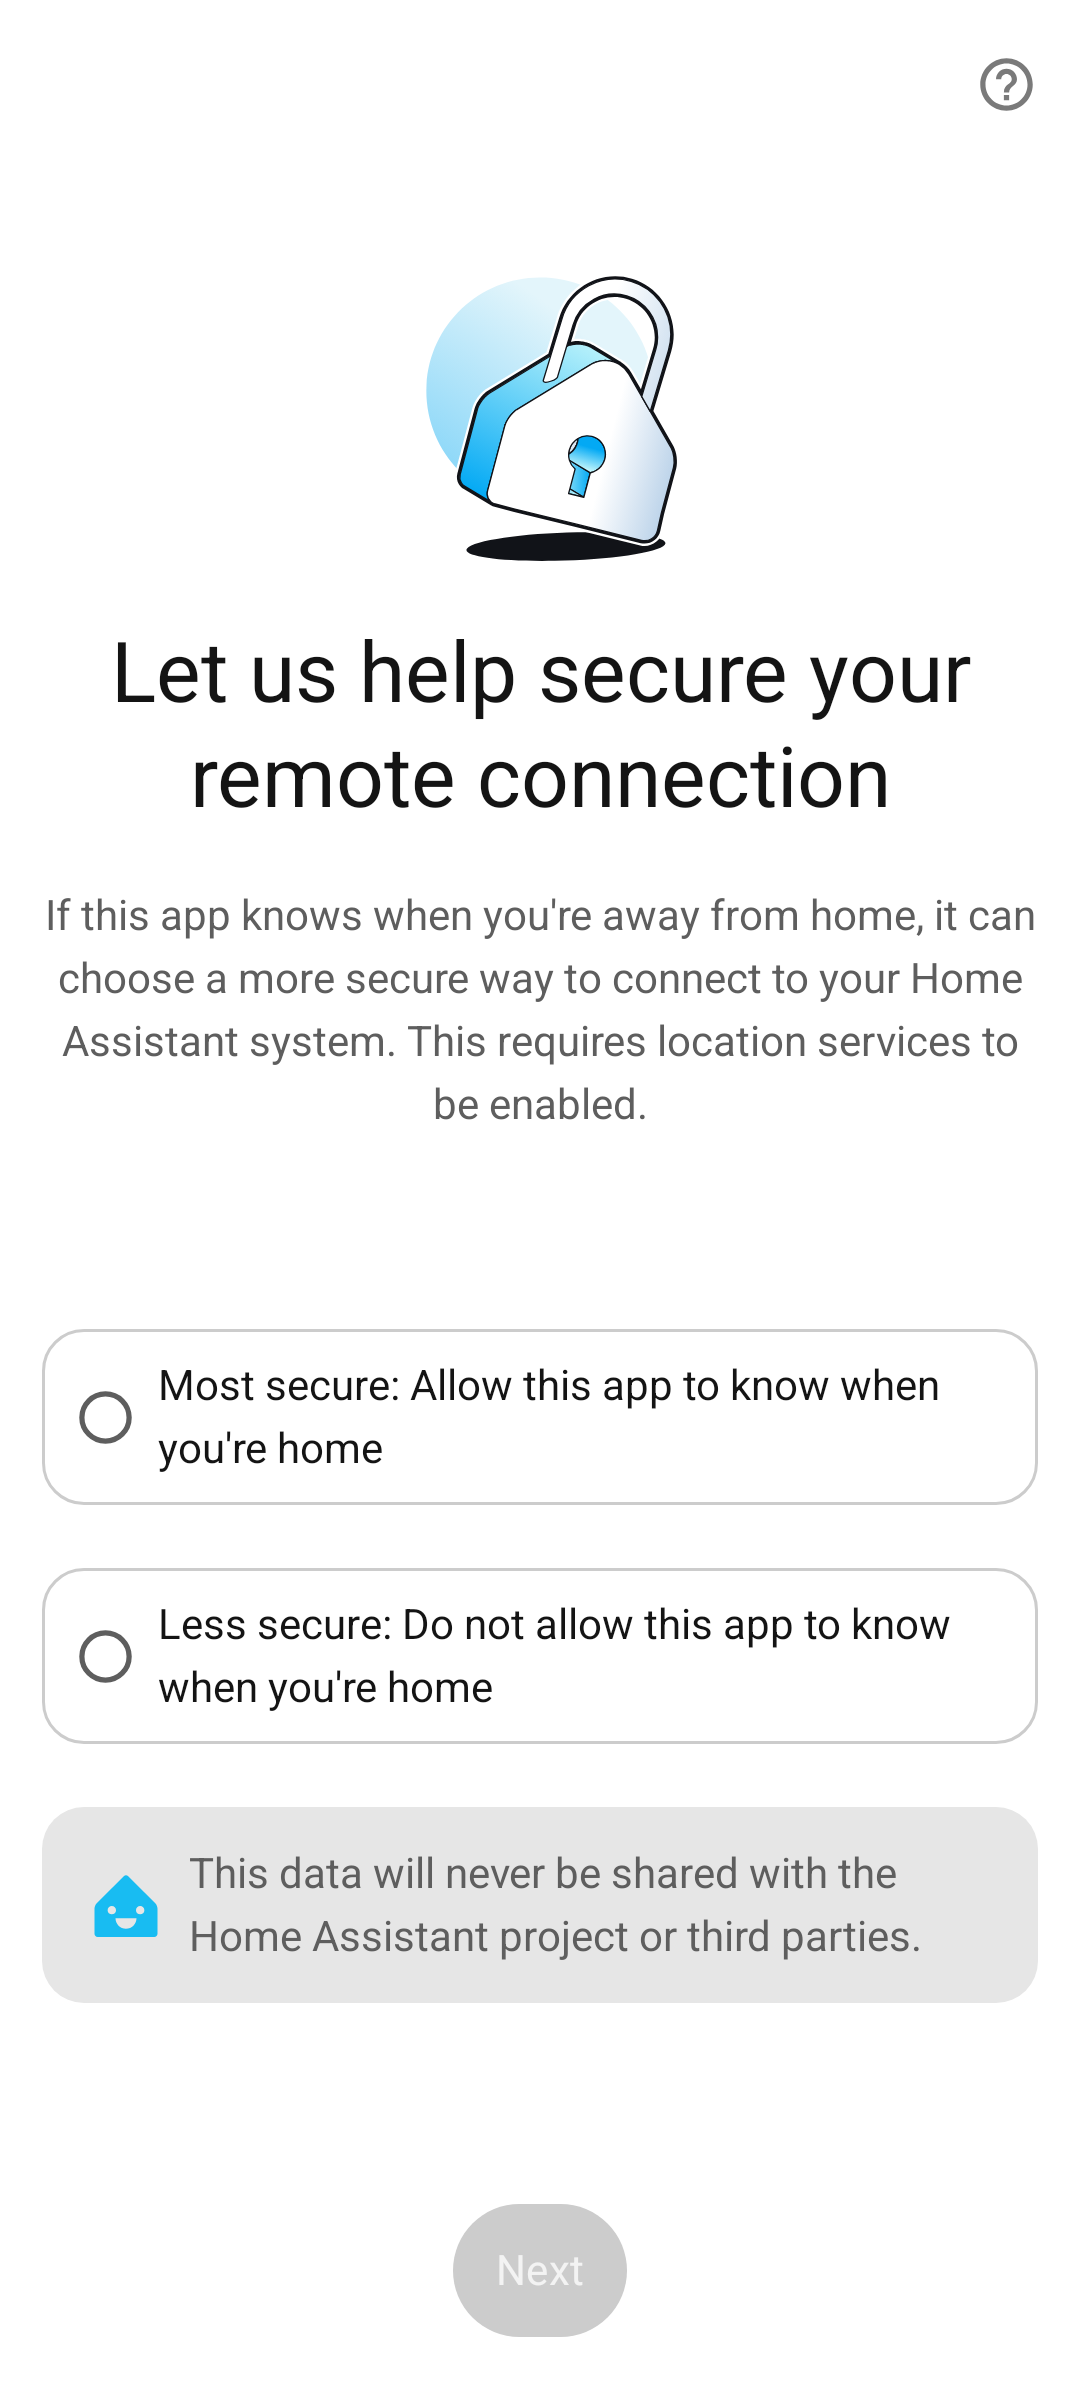 Let us help secure your
remote connection
If this app knows when you're away from home, it can
choose a more secure way to connect to your Home
Assistant system. This requires location services to
be enabled.
Most secure: Allow this app to know when
you're home
Less secure: Do not allow this app to know
when you're home
This data will never be shared with the
Home Assistant project or third parties.
Next